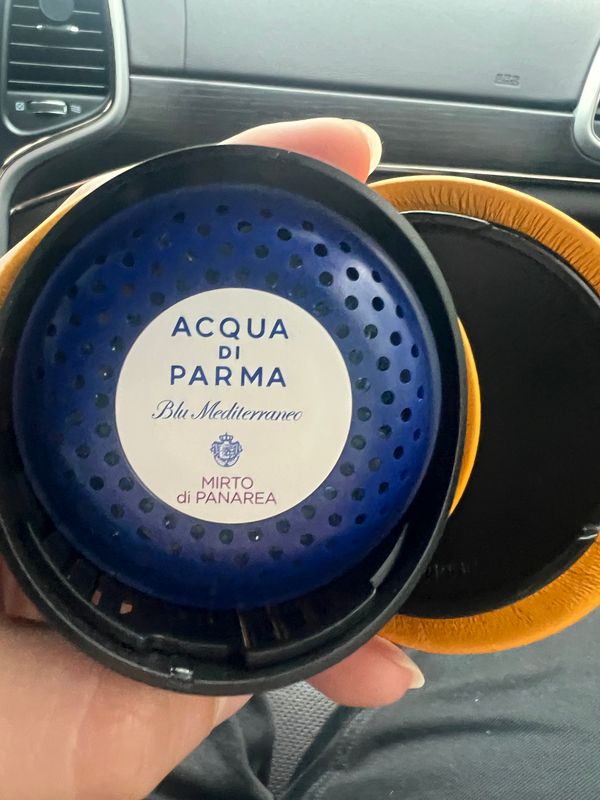 ACQUA
DI
PARMA
Blu Mediterraneo
MIRTO
di PANAREA